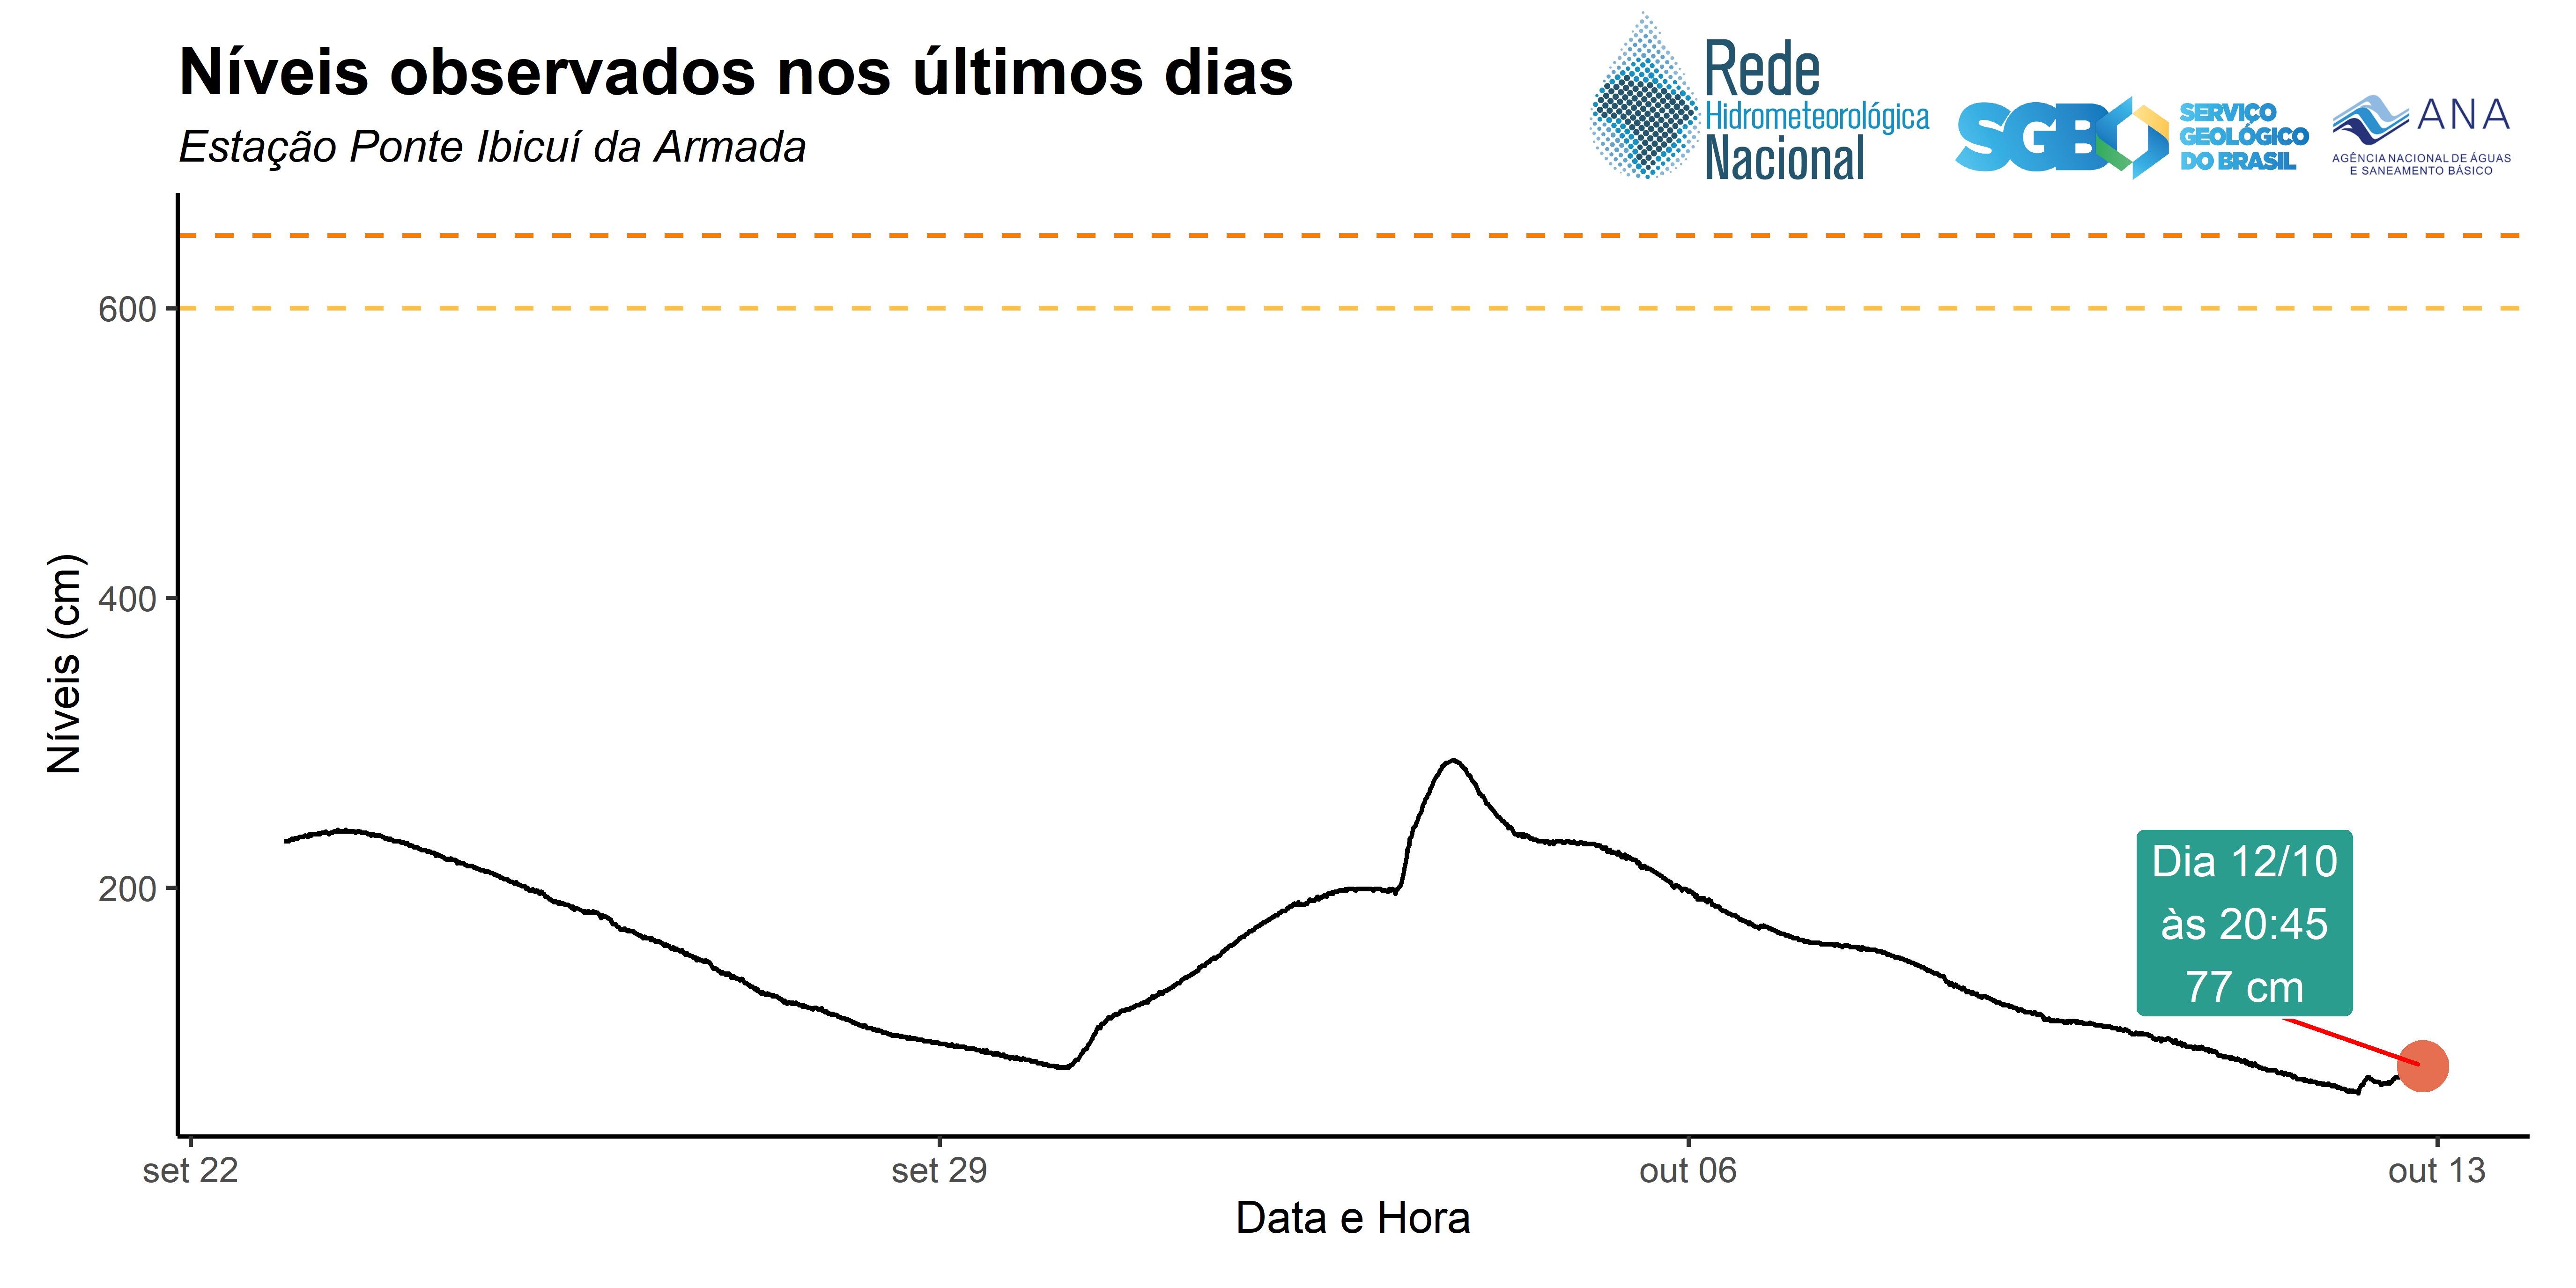 Níveis observados nos últimos dias
Estação Ponte Ibicuí da Armada
Rede
Hidrometeorológica
Nacional
SGB
SERVIÇO
GEOLÓGICO
DO BRASIL
ANA
AGÊNCIA NACIONAL DE ÁGUAS
E SANEAMENTO BÁSICO
Níveis (cm)
600
400
200
Dia 12/10
às 20:45
77 cm
set 22
set 29
out 06
out 13
Data e Hora